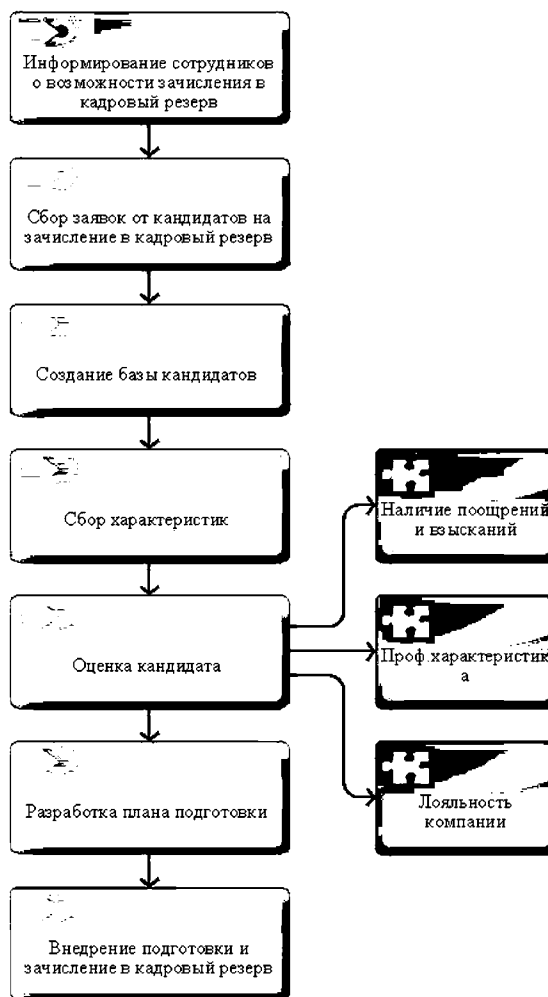 Информирование сотрудников
о возможности зачисления в
кадровый резерв
Сбор заявок от кандидатов на
зачисление в кадровый резерв
Создание базы кандидатов
Сбор характеристик
Наличие поощрений
и взысканий
Оценка кандидата
Проф.характеристик
а
Разработка плана подготовки
Лояльность
компании
Внедрение подготовки и
зачисление в кадровый резерв